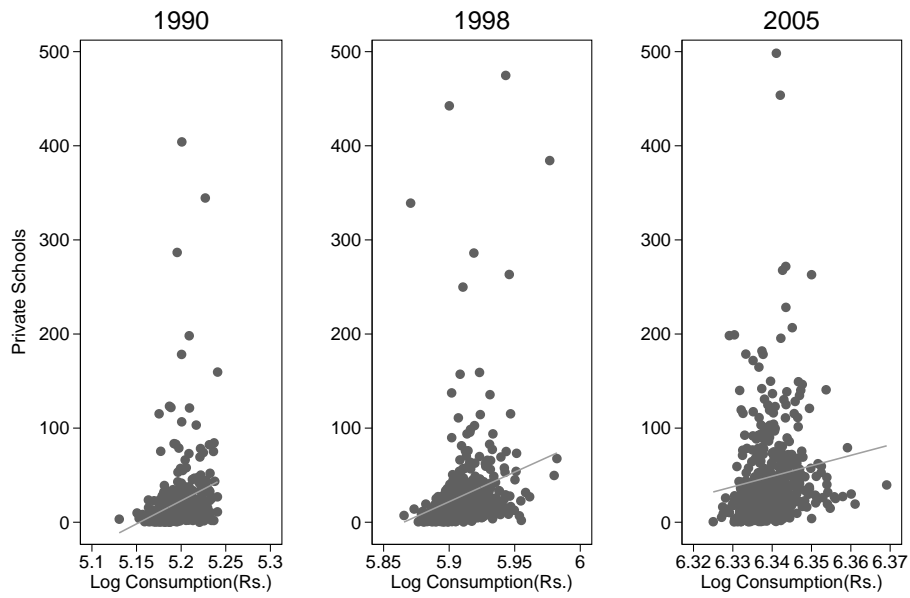 1990 1998 2005
Private Schools
500 500 500
400 400 400
300 300 300
200 200 200
100 100 100
0 0 0
5.1 5.15 5.2 5.25 5.3 5.85 5.9 5.95 6 6.32 6.33 6.34 6.35 6.36 6.37
Log Consumption(Rs.) Log Consumption(Rs.) Log Consumption(Rs.)